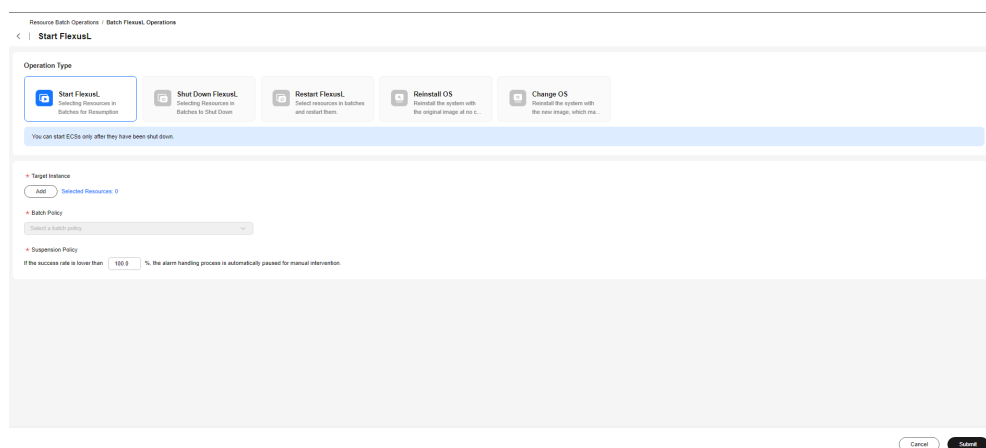 Resource Batch Operations / Batch FlexusL Operations
< | Start FlexusL
Operation Type
Start FlexusL
Selecting Resources in
Batches for Resumption
Shut Down FlexusL
Selecting Resources in
Batches to Shut Down
Restart FlexusL
Select resources in batches
and restart them.
Reinstall OS
Reinstall the system with
the original image at no c...
Change OS
Reinstall the system with
the new image, which ma...
You can start ECSs only after they have been shut down.
* Target Instance
Add Selected Resources: 0
* Batch Policy
Select a batch policy
* Suspension Policy
If the success rate is lower than 100.0 %, the alarm handling process is automatically paused for manual intervention.
Cancel Submit